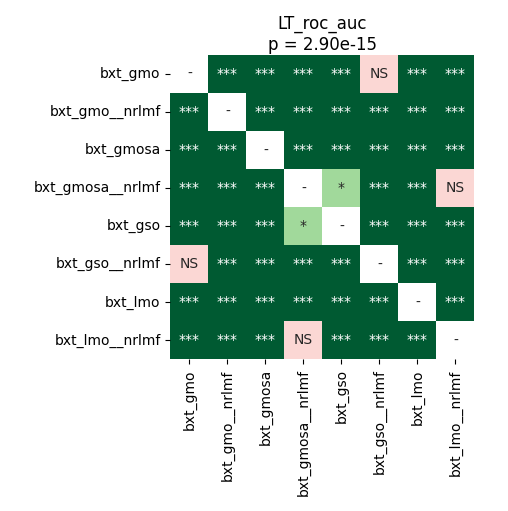 LT_roc_auc
p = 2.90e-15
bxt_gmo - *** *** *** *** NS *** ***
bxt_gmo__nrlmf *** - *** *** *** *** *** ***
bxt_gmosa *** *** - *** *** *** *** ***
bxt_gmosa__nrlmf *** *** *** - * *** *** NS
bxt_gso *** *** *** * - *** *** ***
bxt_gso__nrlmf NS *** *** *** *** - *** ***
bxt_lmo *** *** *** *** *** *** - ***
bxt_lmo__nrlmf *** *** *** NS *** *** *** -
bxt_gmo
bxt_gmo__nrlmf
bxt_gmosa
bxt_gmosa__nrlmf
bxt_gso
bxt_gso__nrlmf
bxt_lmo
bxt_lmo__nrlmf